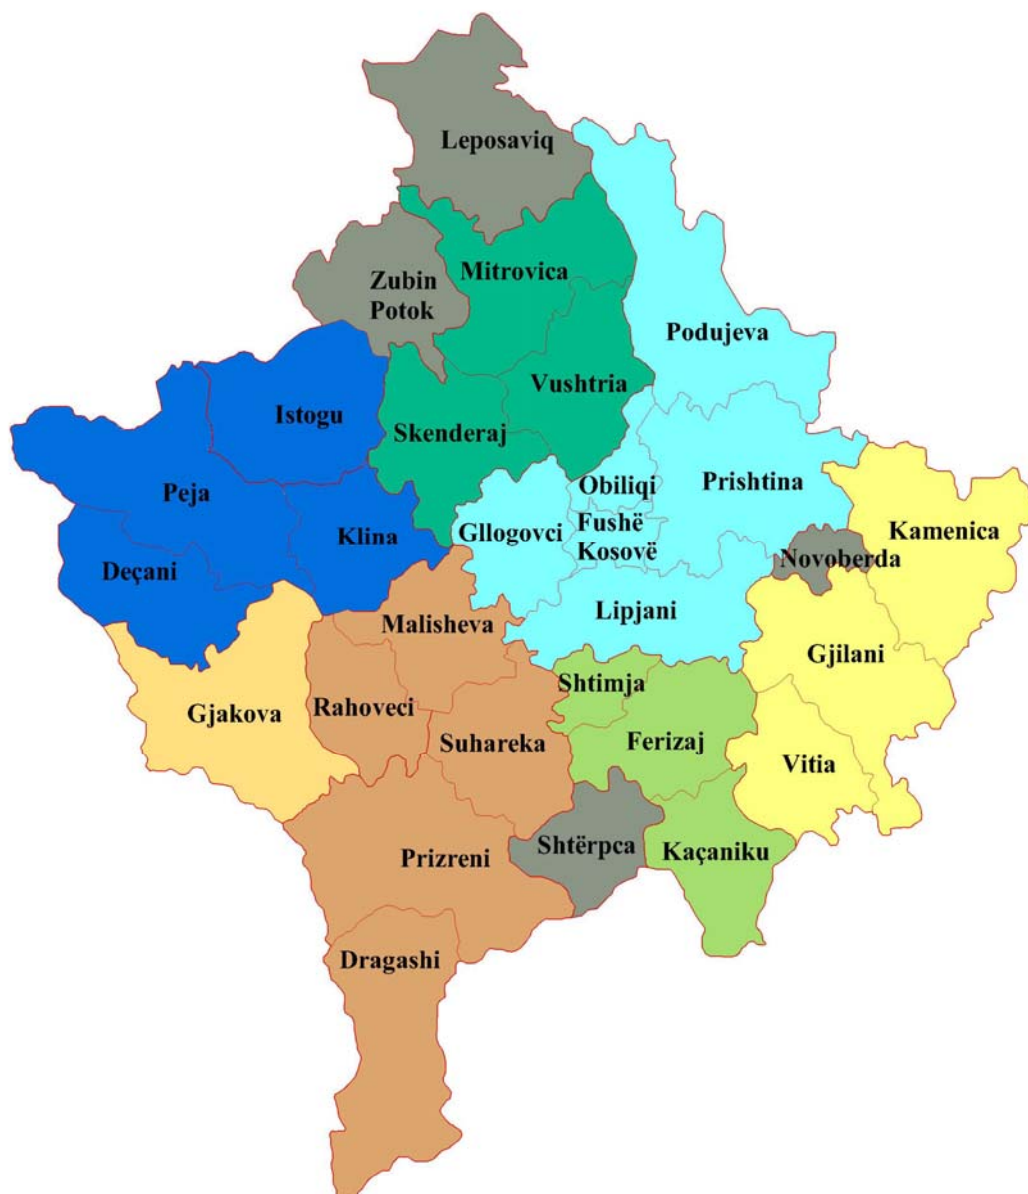 Leposaviq
Mitrovica
Zubin
Potok
Podujeva
Vushtria
Istogu
Skenderaj
Prishtina
Obiliqi
Peja
Kamenica
Fushë
Kosovë
Gllogovci
Klina
Novoberda
Deçani
Lipjani
Malisheva
Gjilani
Shtimja
Rahoveci
Gjakova
Ferizaj
Suhareka
Vitia
Shtërpca
Kaçaniku
Prizreni
Dragashi